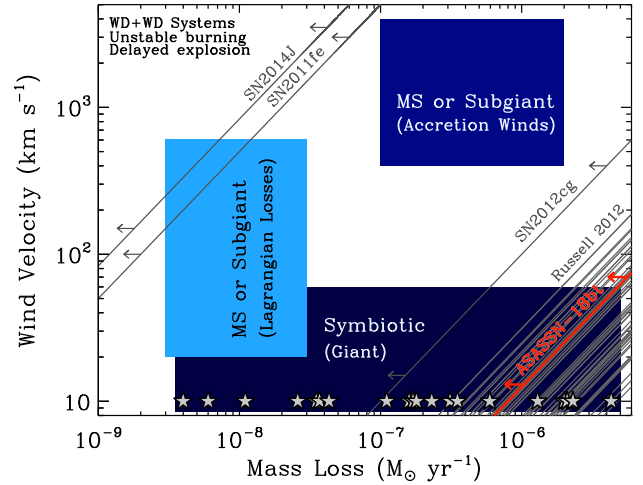 WD+WD Systems
Unstable burning
Delayed explosion
SN2014J
SN2011fe
MS or Subgiant
(Accretion Winds)
MS or Subgiant
(Lagrangian Losses)
SN2012cg
Russell 2012
ASASSN-18bt
Symbiotic
(Giant)
Wind Velocity (km s⁻¹)
10³
10²
10
10⁻⁹
10⁻⁸
10⁻⁷
10⁻⁶
Mass Loss (M☉ yr⁻¹)